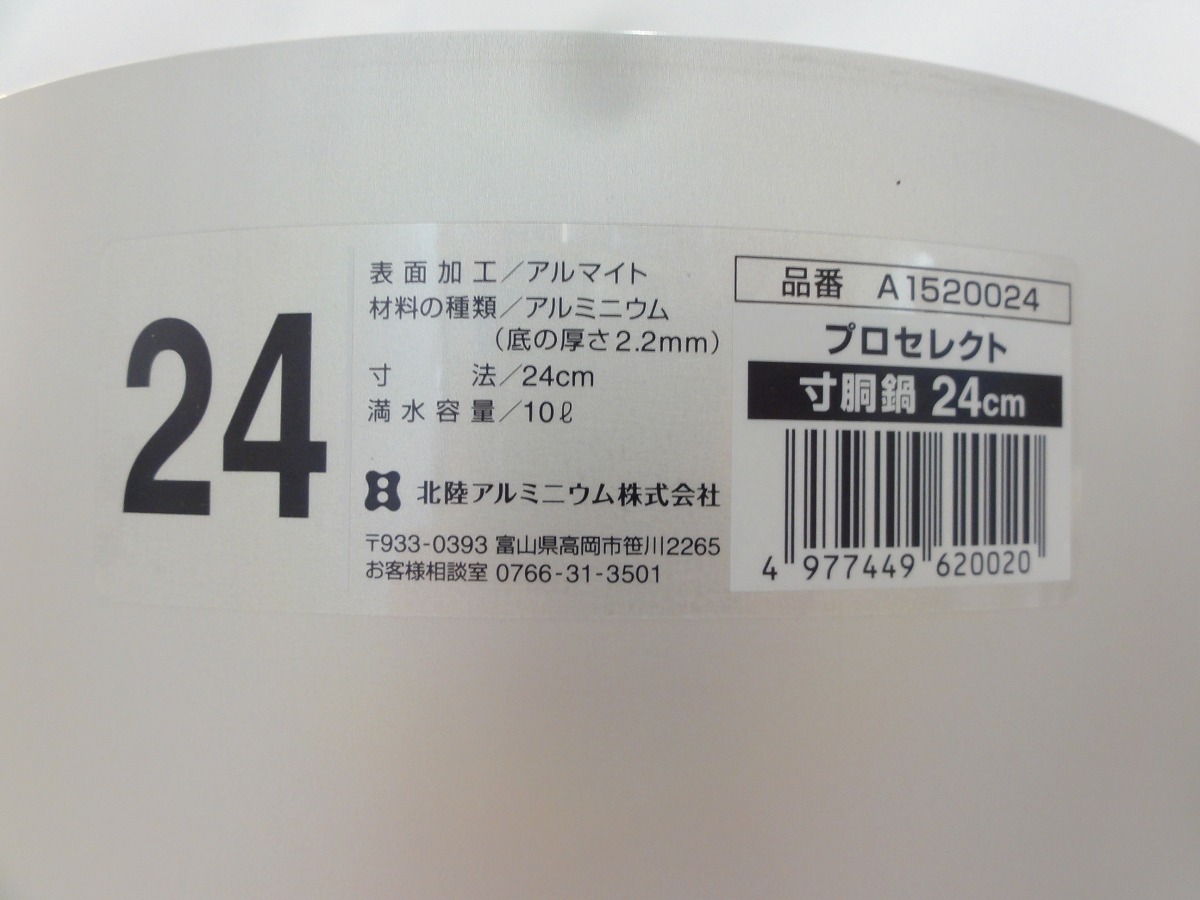 24
表面加工/アルマイト
材料の種類/アルミニウム
(底の厚さ2.2mm)
寸 法/24cm
満水容量/10ℓ
北陸アルミニウム株式会社
〒933-0393 富山県高岡市笹川2265
お客様相談室 0766-31-3501
品番 A1520024
プロセレクト
寸胴鍋 24cm
4 977449 620020